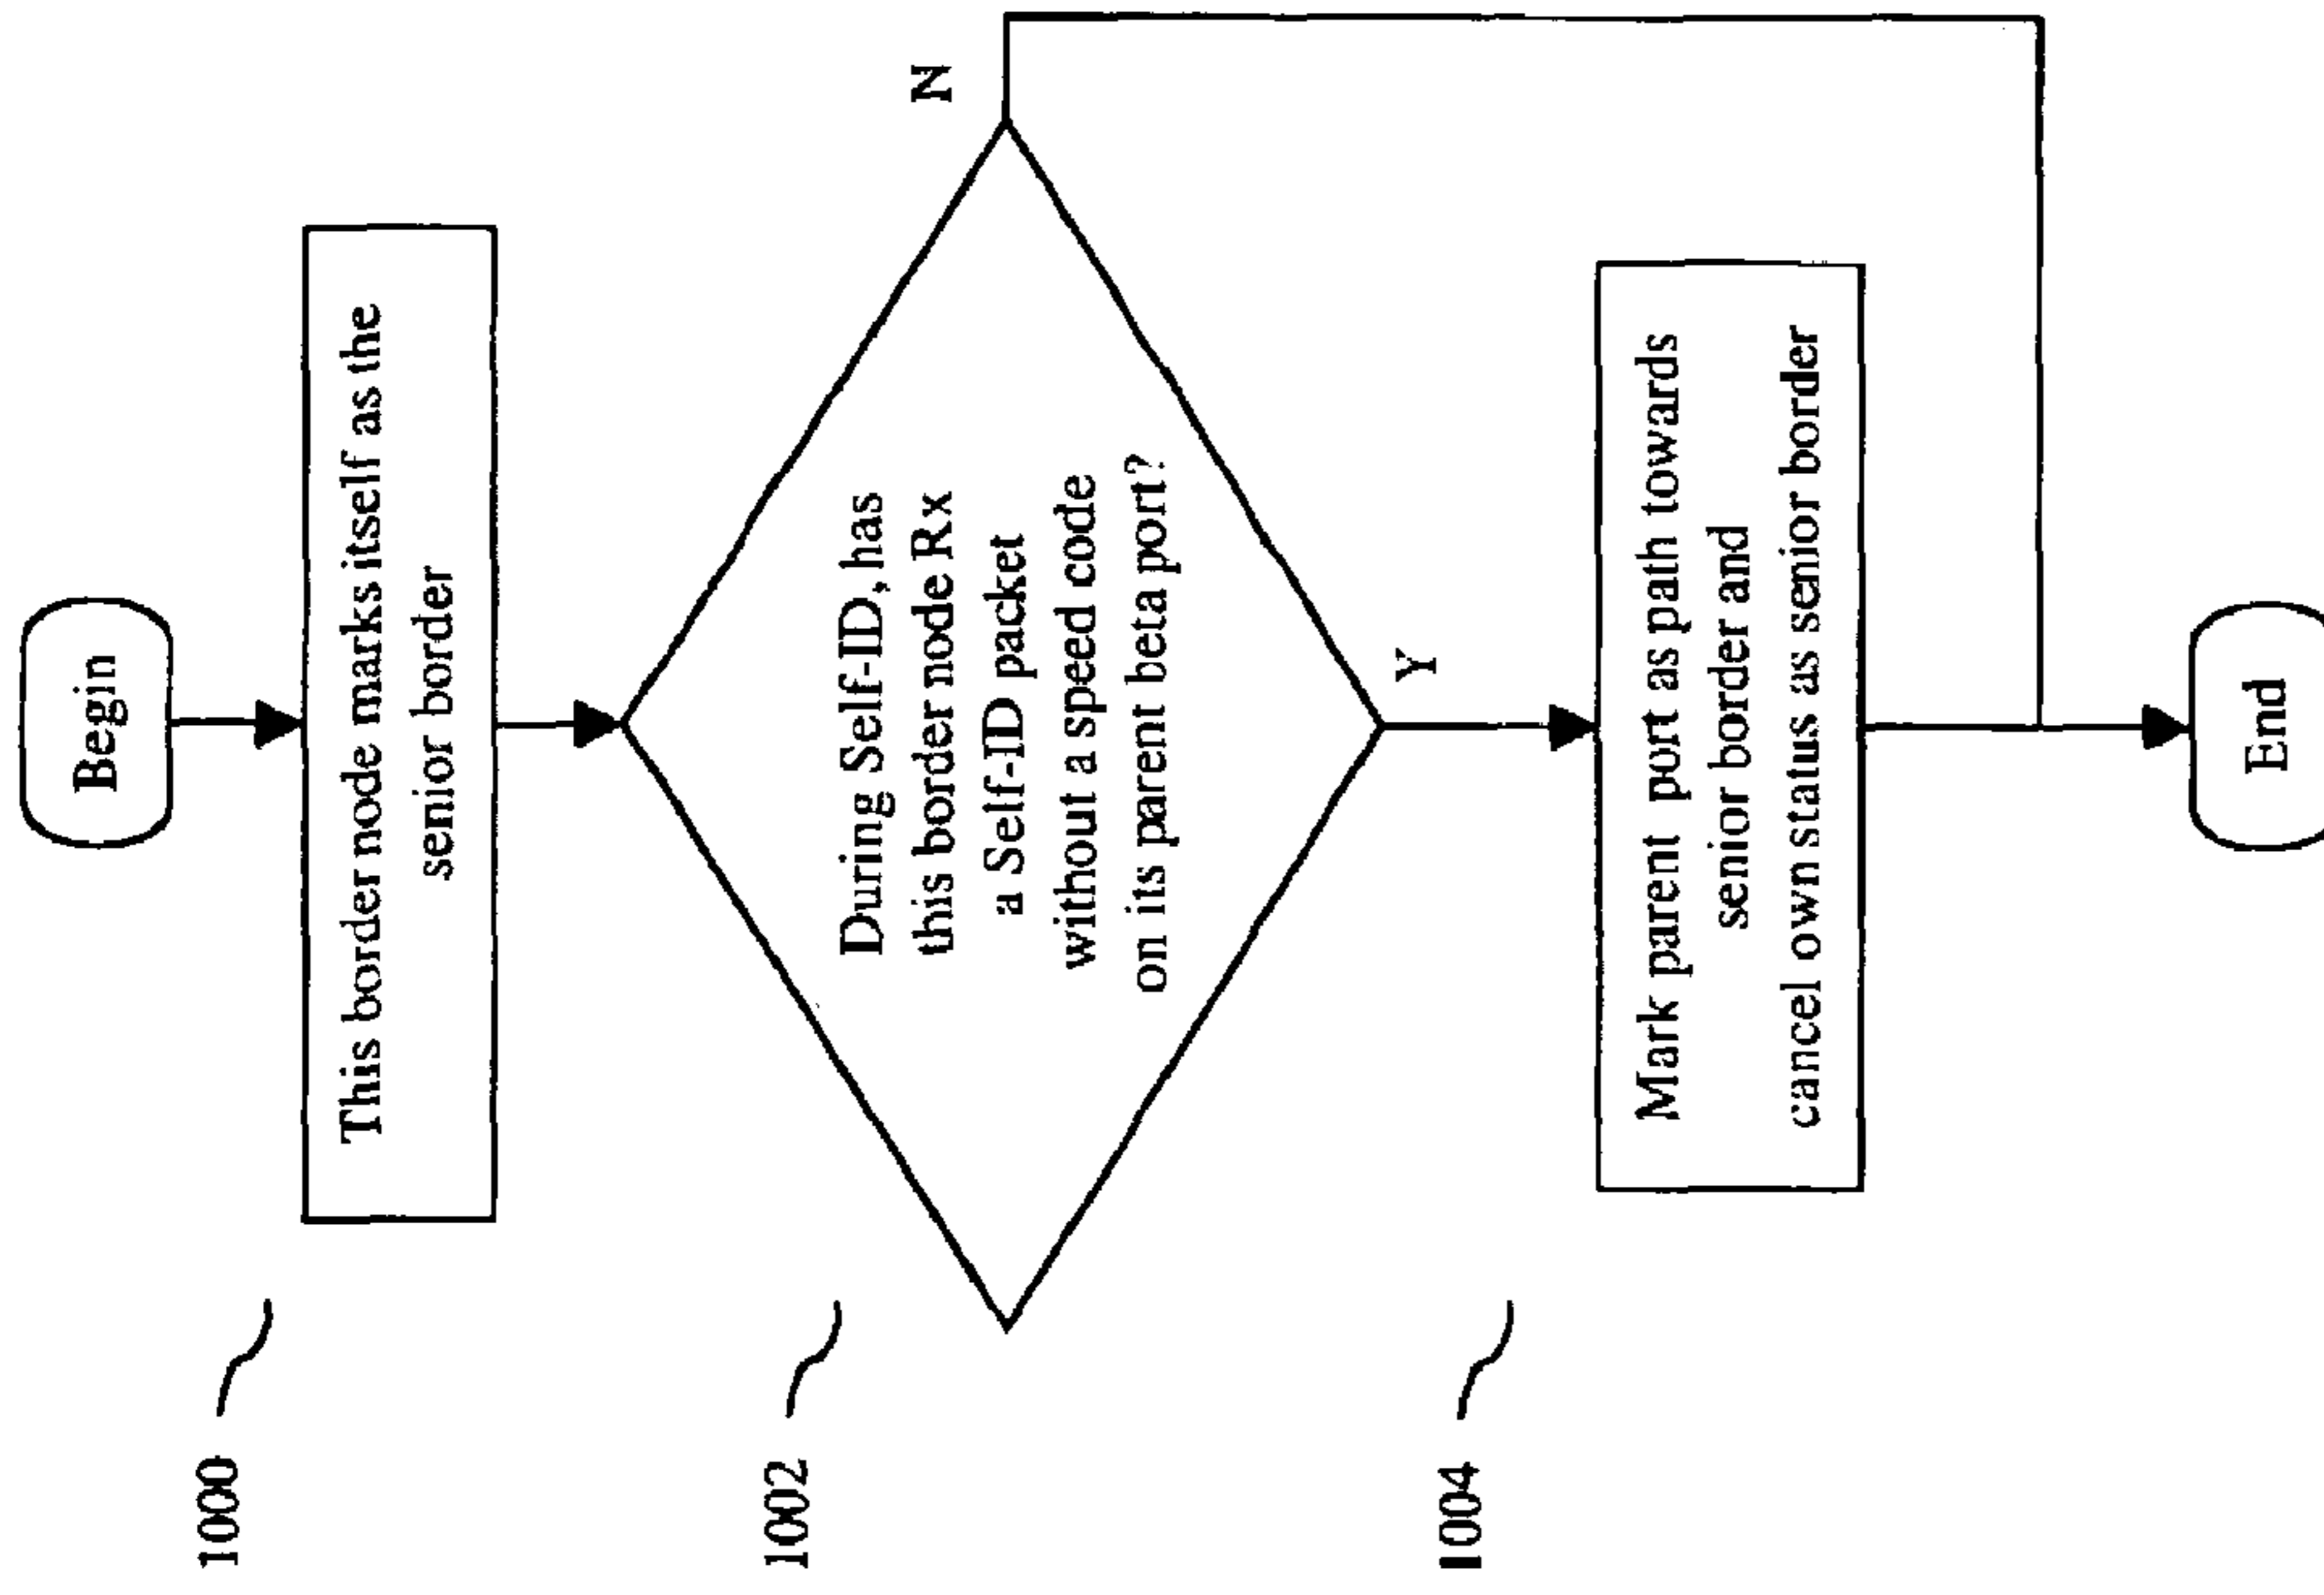 Begin
1000
This border node marks itself as the
senior border
1002
During Self-ID, has
this border node Rx
a Self-ID packet
without a speed code
on its parent beta port?
N
Y
1004
Mark parent port as path towards
senior border and
cancel own status as senior border
End